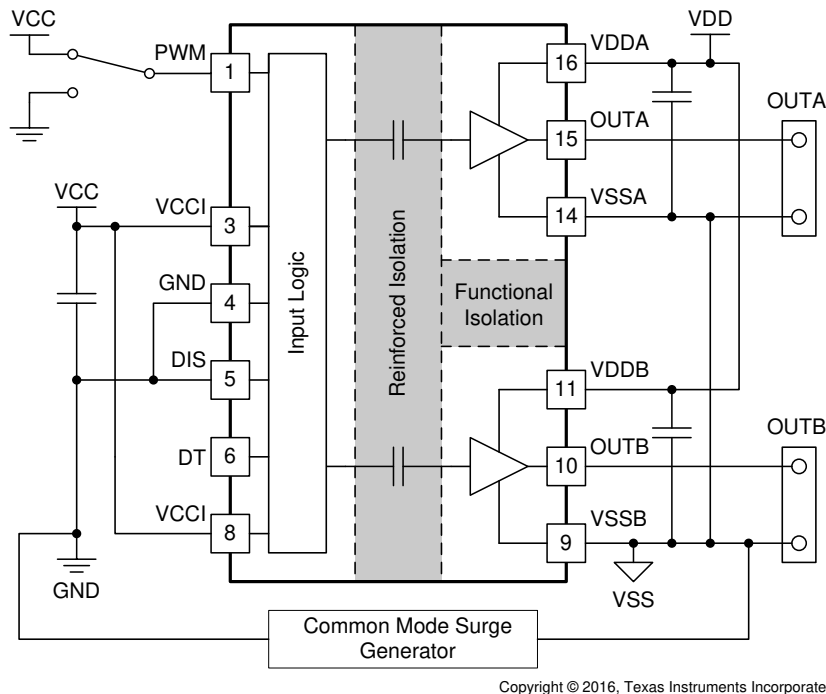 VCC
PWM
1
VCC
VCCI
3
GND
4
DIS
5
DT
6
VCCI
8
GND
Input Logic
Reinforced Isolation
Functional
Isolation
VDD
16
VDDA
15
OUTA
14
VSSA
OUTA
11
VDDB
10
OUTB
9
VSSB
OUTB
VSS
Common Mode Surge
Generator
Copyright © 2016, Texas Instruments Incorporate